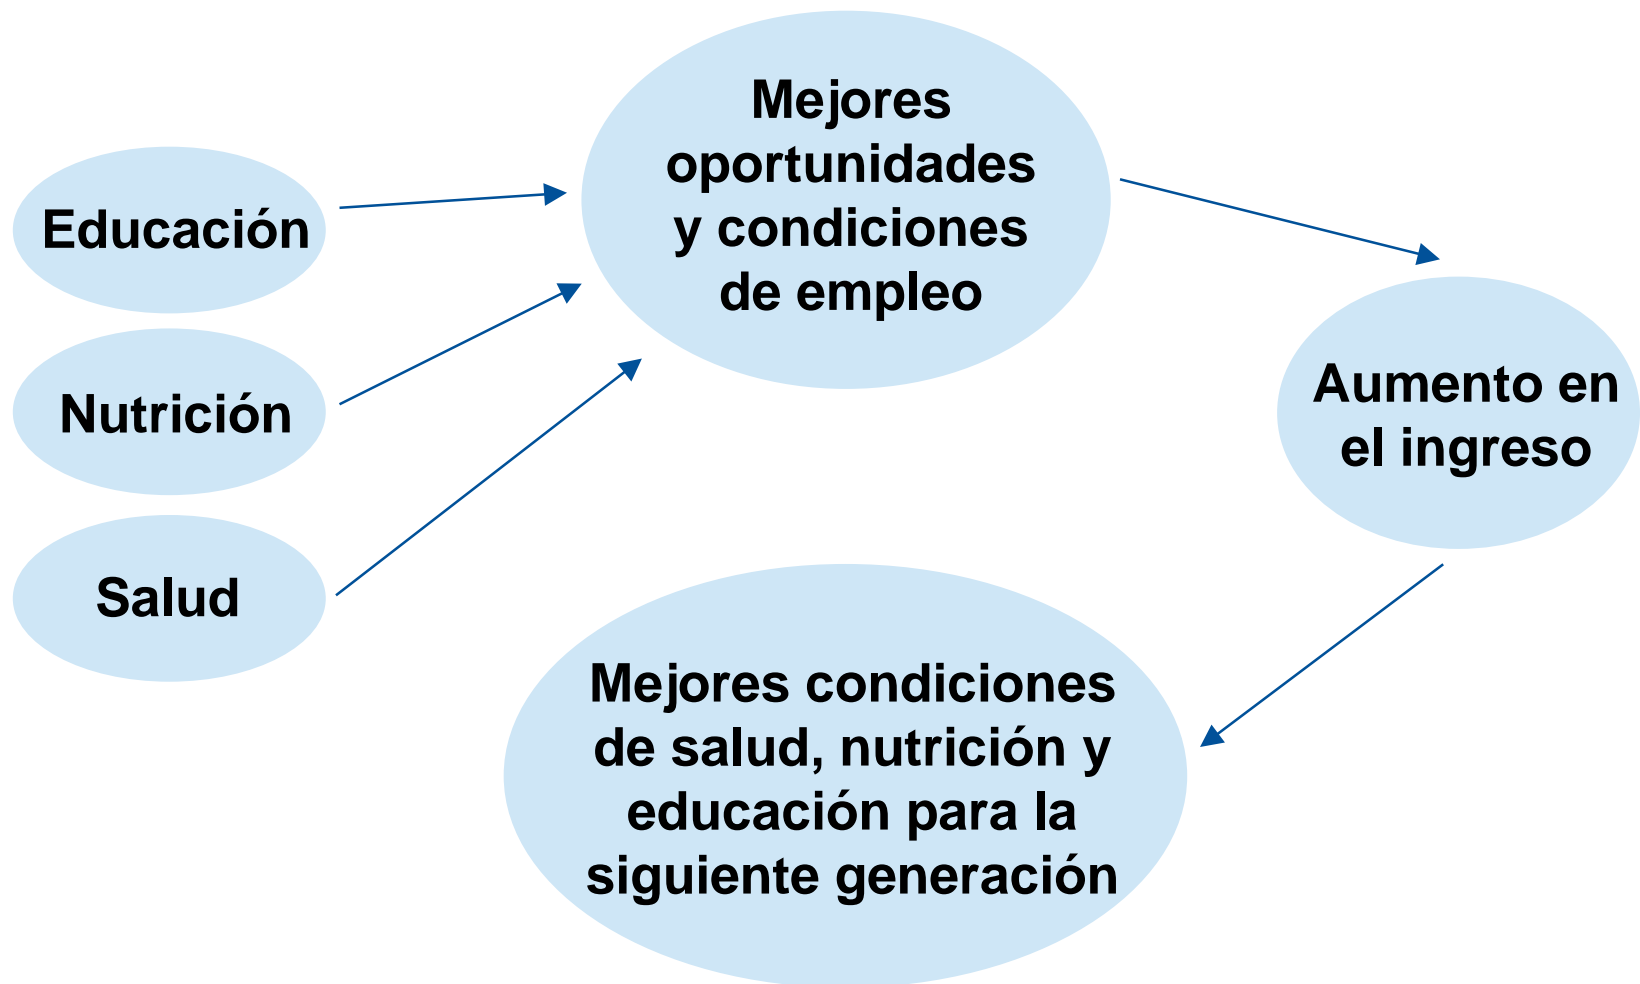 Educación
Nutrición
Salud
Mejores
oportunidades
y condiciones
de empleo
Aumento en
el ingreso
Mejores condiciones
de salud, nutrición y
educación para la
siguiente generación